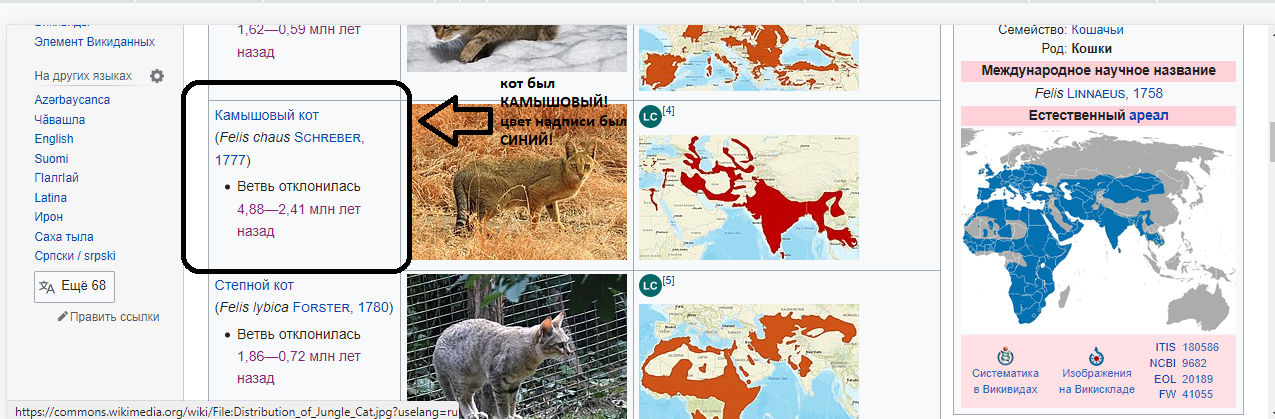 Элемент Викиданных
На других языках
Azərbaycanca
Чӑвашла
English
Suomi
ГӀалгӀай
Latina
Ирон
Саха тыла
Српски / srpski
Ещё 68
Править ссылки
1,62—0,59 млн лет
назад
Камышовый кот
(Felis chaus SCHREBER,
1777)
• Ветвь отклонилась
4,88—2,41 млн лет
назад
Степной кот
(Felis lybica FORSTER, 1780)
• Ветвь отклонилась
1,86—0,72 млн лет
назад
кот был
КАМЫШОВЫЙ!
цвет надписи был
СИНИЙ!
LC [4]
LC [5]
Семейство: Кошачьи
Род: Кошки
Международное научное название
Felis LINNAEUS, 1758
Естественный ареал
Систематика
в Викивидах
Изображения
на Викискладе
ITIS 180586
NCBI 9682
EOL 20189
FW 41055
https://commons.wikimedia.org/wiki/File:Distribution_of_Jungle_Cat.jpg?uselang=ru